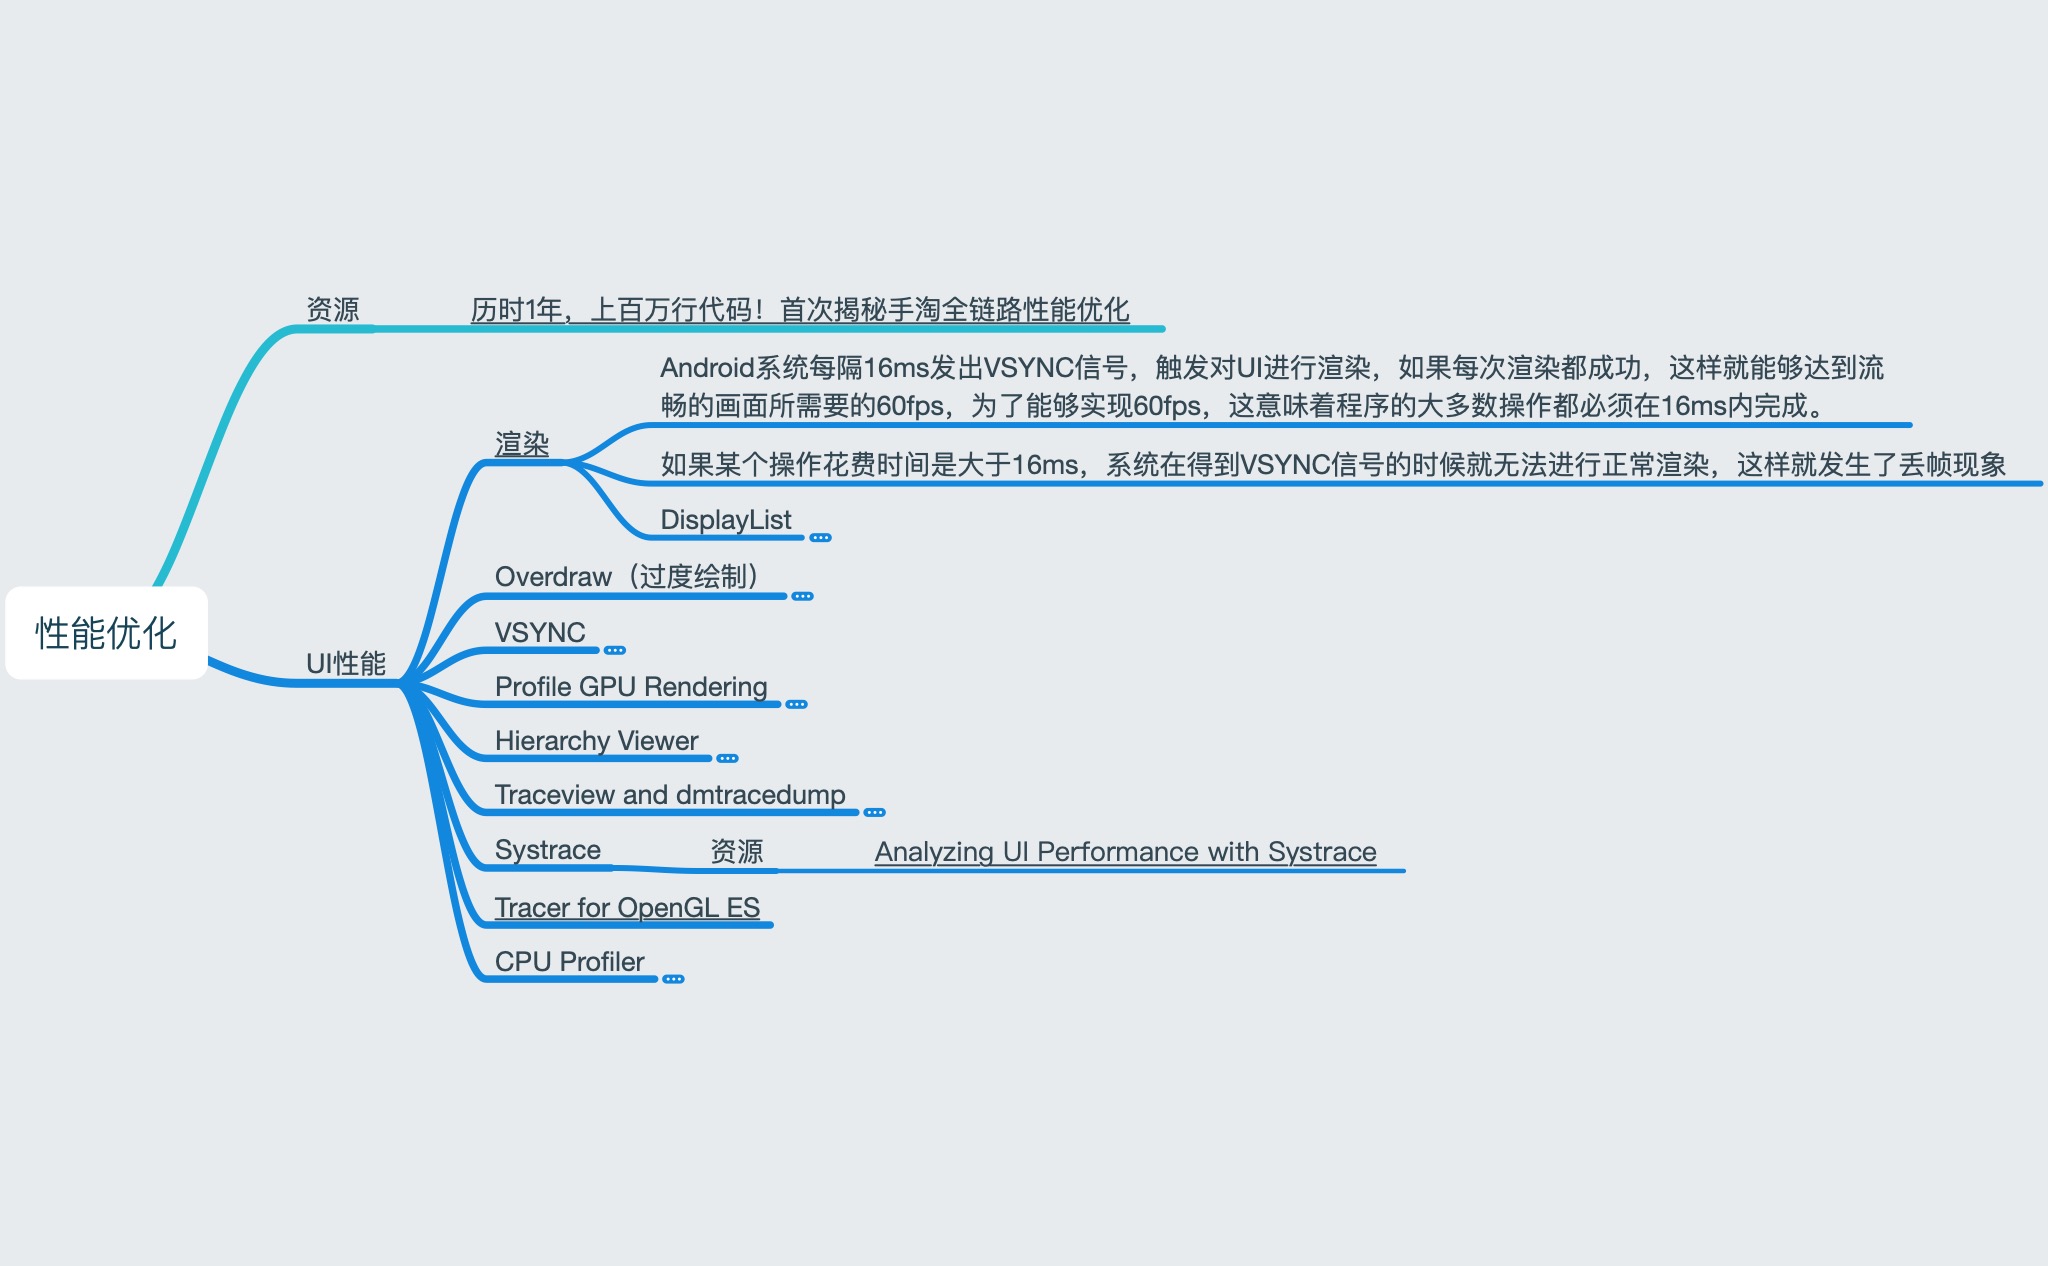 资源
历时1年，上百万行代码！首次揭秘手淘全链路性能优化
Android系统每隔16ms发出VSYNC信号，触发对UI进行渲染，如果每次渲染都成功，这样就能够达到流
畅的画面所需要的60fps，为了能够实现60fps，这意味着程序的大多数操作都必须在16ms内完成。
渲染
如果某个操作花费时间是大于16ms，系统在得到VSYNC信号的时候就无法进行正常渲染，这样就发生了丢帧现象
DisplayList
Overdraw（过度绘制）
性能优化
VSYNC
UI性能
Profile GPU Rendering
Hierarchy Viewer
Traceview and dmtracedump
Systrace
资源
Analyzing UI Performance with Systrace
Tracer for OpenGL ES
CPU Profiler